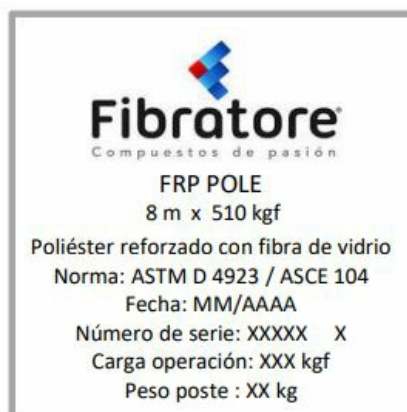 Fibratore®
Compuestos de pasión
FRP POLE
8 m x 510 kgf
Poliéster reforzado con fibra de vidrio
Norma: ASTM D 4923 / ASCE 104
Fecha: MM/AAAA
Número de serie: XXXXX X
Carga operación: XXX kgf
Peso poste : XX kg